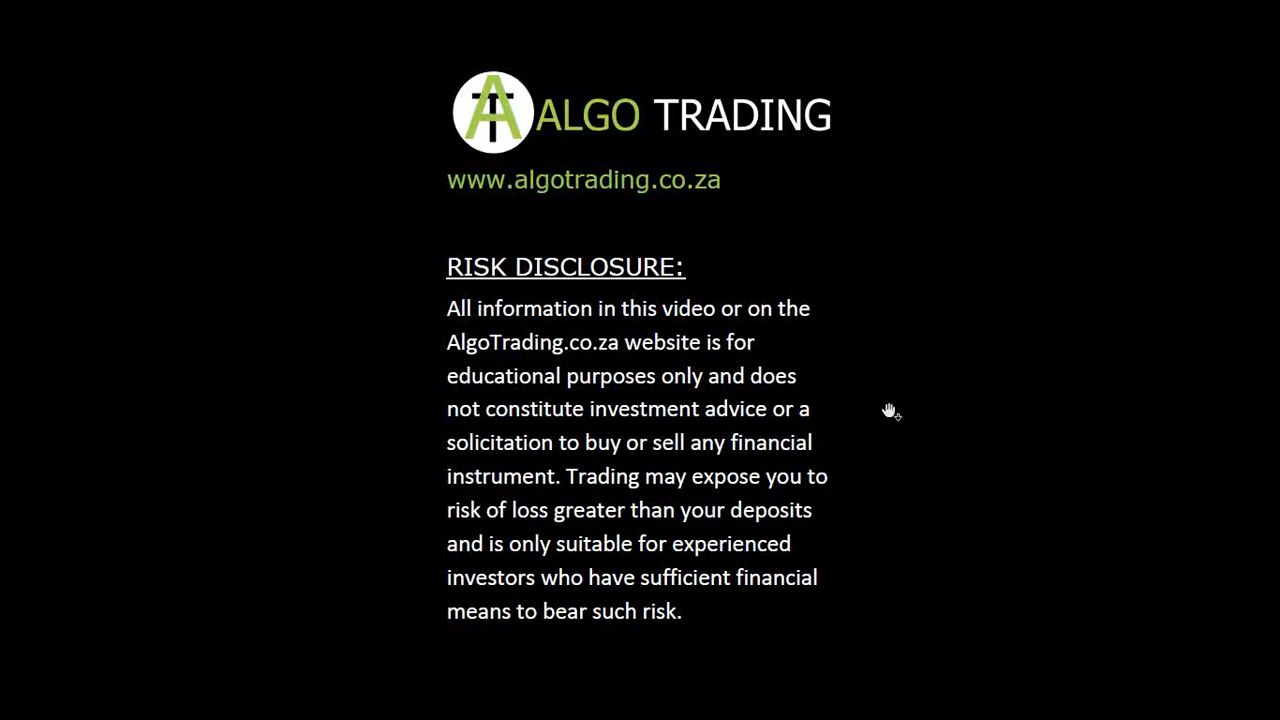 AT ALGO TRADING
www.algotrading.co.za
RISK DISCLOSURE:
All information in this video or on the
AlgoTrading.co.za website is for
educational purposes only and does
not constitute investment advice or a
solicitation to buy or sell any financial
instrument. Trading may expose you to
risk of loss greater than your deposits
and is only suitable for experienced
investors who have sufficient financial
means to bear such risk.